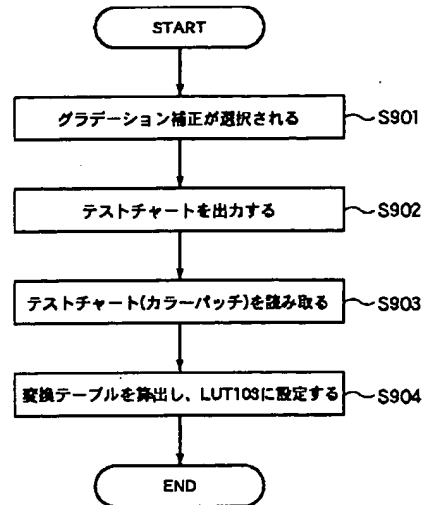 START
グラデーション補正が選択される
S901
テストチャートを出力する
S902
テストチャート(カラーパッチ)を読み取る
S903
変換テーブルを算出し、LUT103に設定する
S904
END